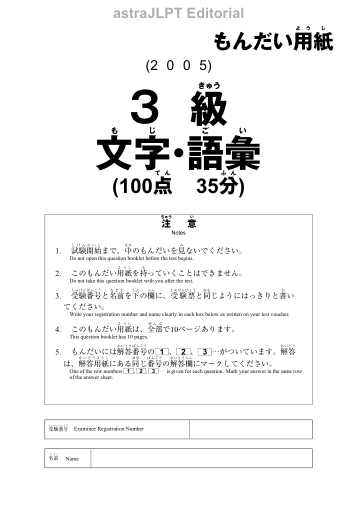 astraJLPT Editorial
もんだい用紙
(2005)
3級
文字・語彙
(100点 35分)
注意
Notes
1. 試験開始まで、中のもんだいを見ないでください。
Do not open this question booklet before the test begins.
2. このもんだい用紙を持っていくことはできません。
Do not take this question booklet with you after the test.
3. 受験番号と名前を下の欄に、受験票と同じようにはっきりと書い
てください。
Write your registration number and name clearly in each box below as written on your test voucher.
4. このもんだい用紙は、全部で10ページあります。
This question booklet has 10 pages.
5. もんだいには解答番号の 1、2、3 …がついています。解答
は、解答用紙にある同じ番号の解答欄にマークしてください。
One of the row numbers 1, 2, 3 … is given for each question. Mark your answer in the same row
of the answer sheet.
受験番号 Examinee Registration Number
名前 Name